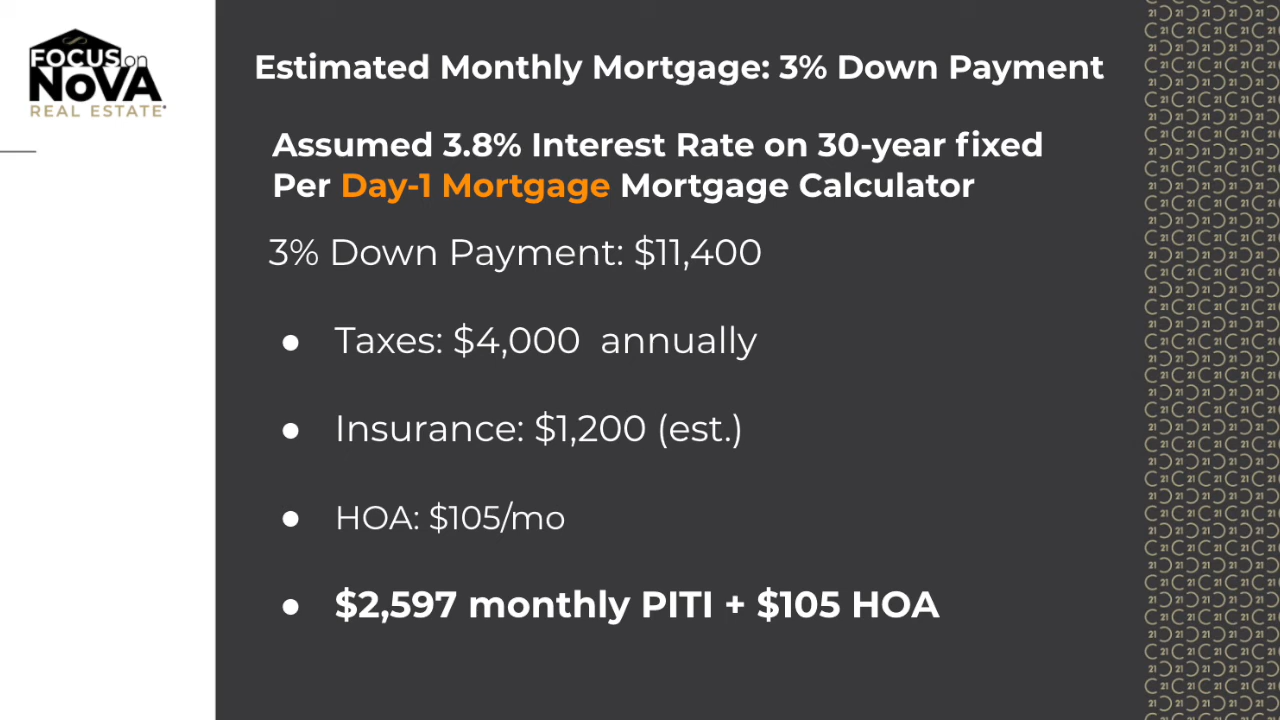 FOCUS on
NOVA
REAL ESTATE
Estimated Monthly Mortgage: 3% Down Payment
Assumed 3.8% Interest Rate on 30-year fixed
Per Day-1 Mortgage Mortgage Calculator
3% Down Payment: $11,400
● Taxes: $4,000 annually
● Insurance: $1,200 (est.)
● HOA: $105/mo
● $2,597 monthly PITI + $105 HOA